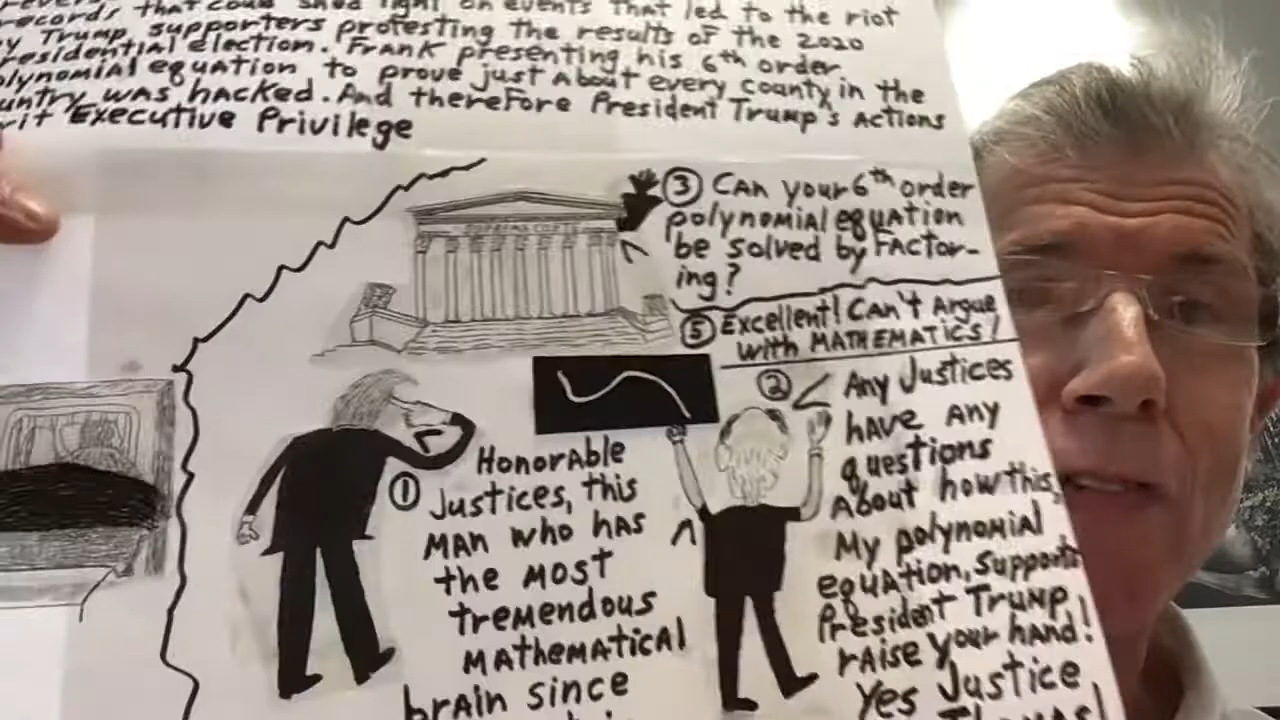 records that could shed light on events that led to the riot
Trump supporters protesting the results of the 2020
residential election. Frank presenting his 6th order
olynomial equation to prove just about every county in the
untry was hacked. And therefore President Trump's actions
rit Executive Privilege
③ Can your 6th order
polynomial equation
be solved by Factor-
ing?
⑤ Excellent! Can't Argue
with MATHEMATICS!
① Honorable
Justices, this
MAN who has
the most
tremendous
mathematical
brain since
② Any Justices
have any
questions
About how this,
My polynomial
equation, supports
President Trump,
raise your hand!
Yes Justice